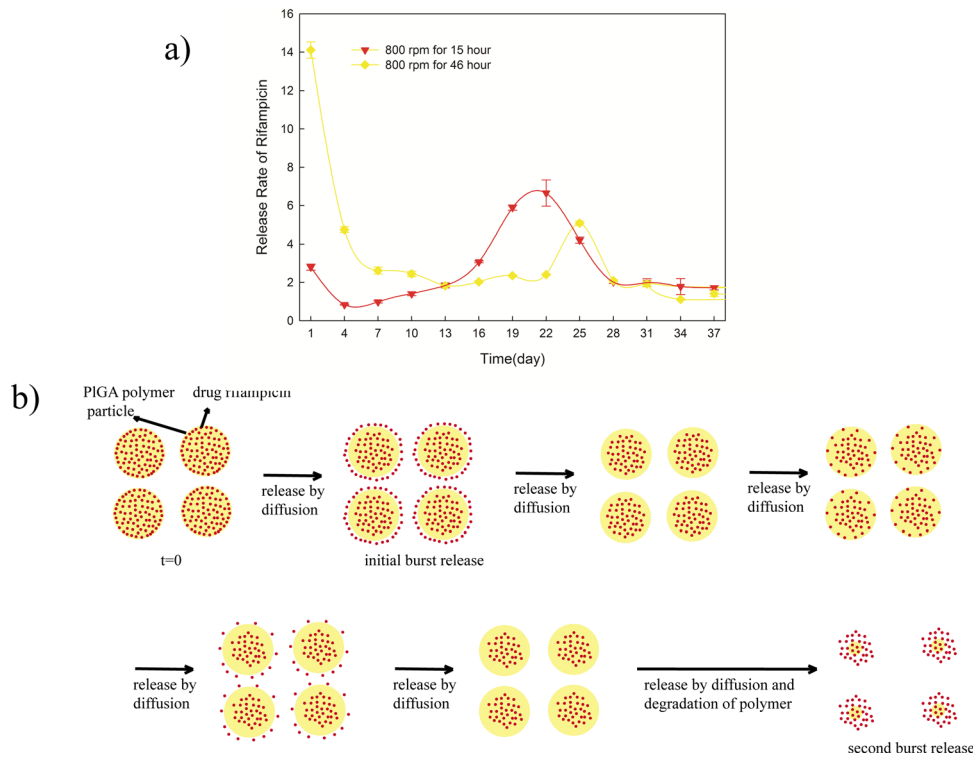 a)
16
14
12
10
8
6
4
2
0
Release Rate of Rifampicin
800 rpm for 15 hour
800 rpm for 46 hour
1 4 7 10 13 16 19 22 25 28 31 34 37
Time(day)
b)
PlGA polymer
particle
drug rifampicin
release by
diffusion
release by
diffusion
release by
diffusion
t=0
initial burst release
release by
diffusion
release by
diffusion
release by diffusion and
degradation of polymer
second burst release